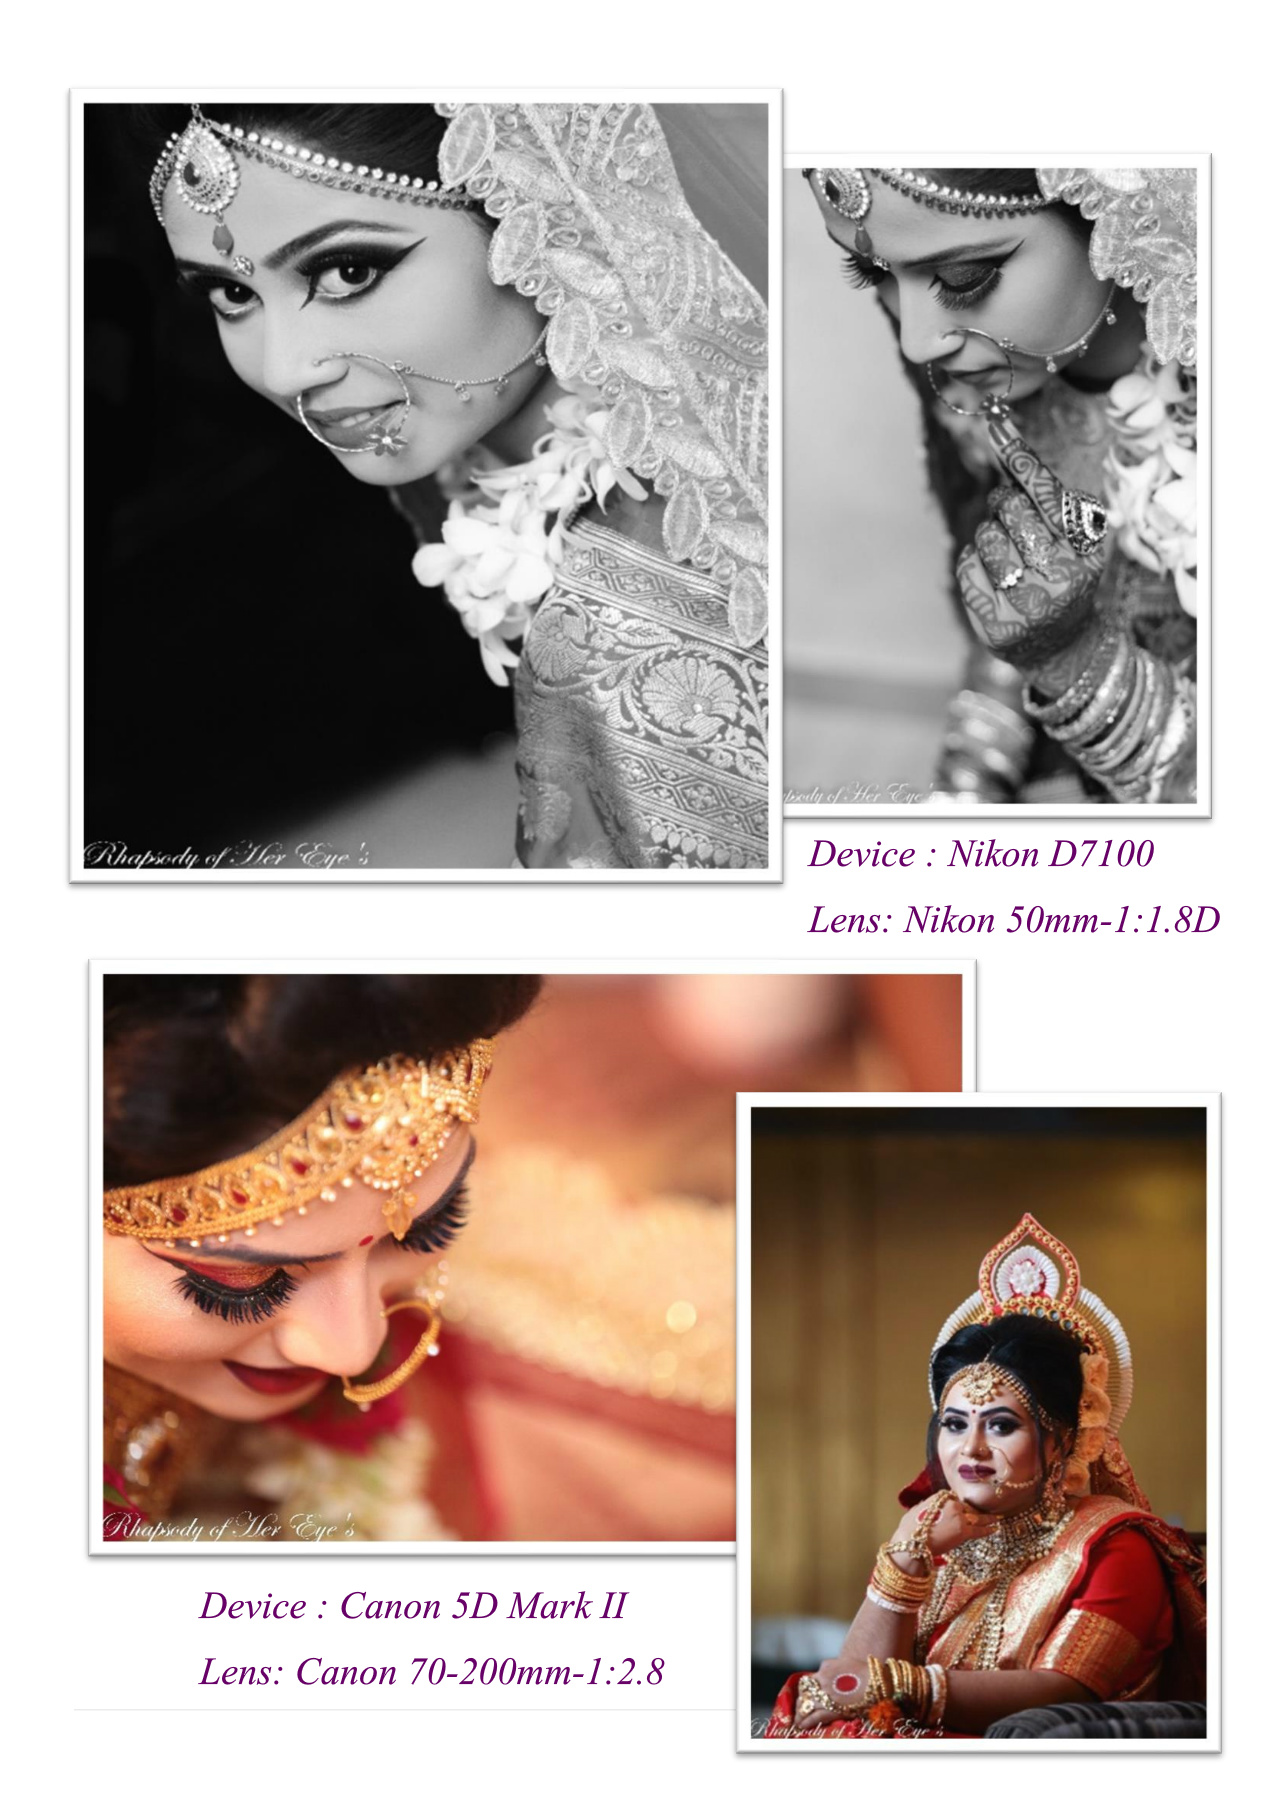 Rhapsody of Her Eye's
Rhapsody of Her Eye's
Device : Nikon D7100
Lens: Nikon 50mm-1:1.8D
Rhapsody of Her Eye's
Device : Canon 5D Mark II
Lens: Canon 70-200mm-1:2.8
Rhapsody of Her Eye's